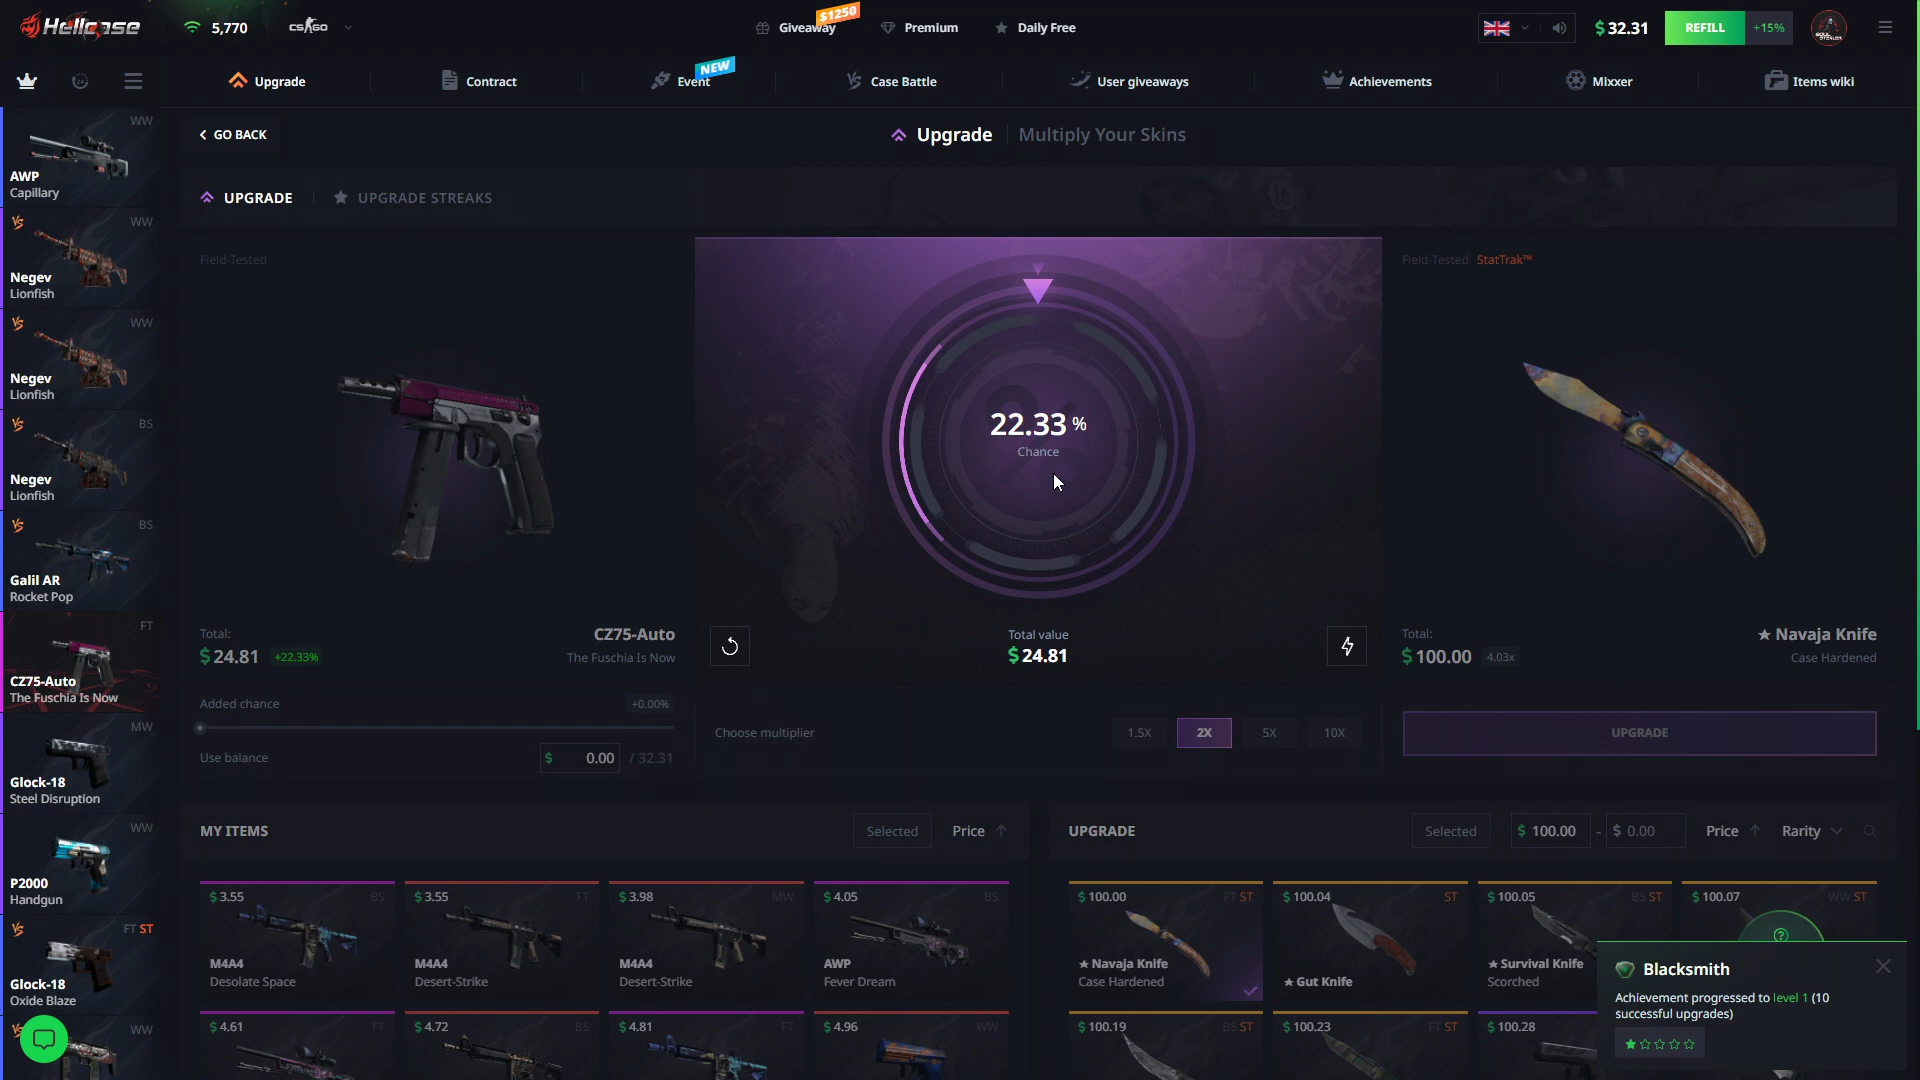 Hellcase
5,770
CS:GO
Giveaway
$1250
Premium
Daily Free
$ 32.31
REFILL
+15%
Upgrade
Contract
Event
NEW
Case Battle
User giveaways
Achievements
Mixxer
Items wiki
GO BACK
Upgrade
Multiply Your Skins
UPGRADE
UPGRADE STREAKS
WW
AWP
Capillary
WW
Negev
Lionfish
WW
Negev
Lionfish
BS
Negev
Lionfish
BS
Galil AR
Rocket Pop
FT
CZ75-Auto
The Fuschia Is Now
MW
Glock-18
Steel Disruption
WW
P2000
Handgun
FT ST
Glock-18
Oxide Blaze
WW
Field-Tested
Total:
$ 24.81
+22.33%
CZ75-Auto
The Fuschia Is Now
22.33 %
Chance
Total value
$ 24.81
Field-Tested StatTrak™
Total:
$ 100.00
4.03x
★ Navaja Knife
Case Hardened
Added chance
+0.00%
Use balance
$ 0.00
/ 32.31
Choose multiplier
1.5X
2X
5X
10X
UPGRADE
MY ITEMS
Selected
Price
$ 3.55
BS
M4A4
Desolate Space
$ 3.55
FT
M4A4
Desert-Strike
$ 3.98
MW
M4A4
Desert-Strike
$ 4.05
BS
AWP
Fever Dream
$ 4.61
FT
$ 4.72
BS
$ 4.81
FT
$ 4.96
WW
UPGRADE
Selected
$ 100.00
-
$ 0.00
Price
Rarity
$ 100.00
FT ST
★ Navaja Knife
Case Hardened
$ 100.04
ST
★ Gut Knife
$ 100.05
BS ST
★ Survival Knife
Scorched
$ 100.07
WW ST
$ 100.19
BS ST
$ 100.23
FT ST
$ 100.28
Blacksmith
Achievement progressed to level 1 (10
successful upgrades)